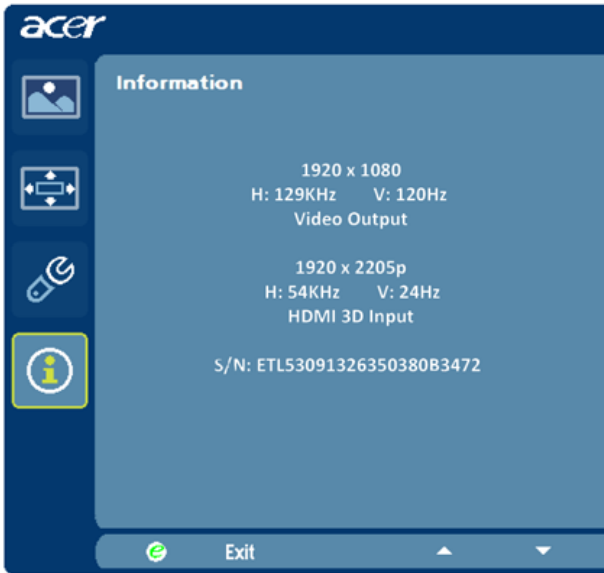 acer
Information
1920 x 1080
H: 129KHz V: 120Hz
Video Output
1920 x 2205p
H: 54KHz V: 24Hz
HDMI 3D Input
S/N: ETL53091326350380B3472
e Exit